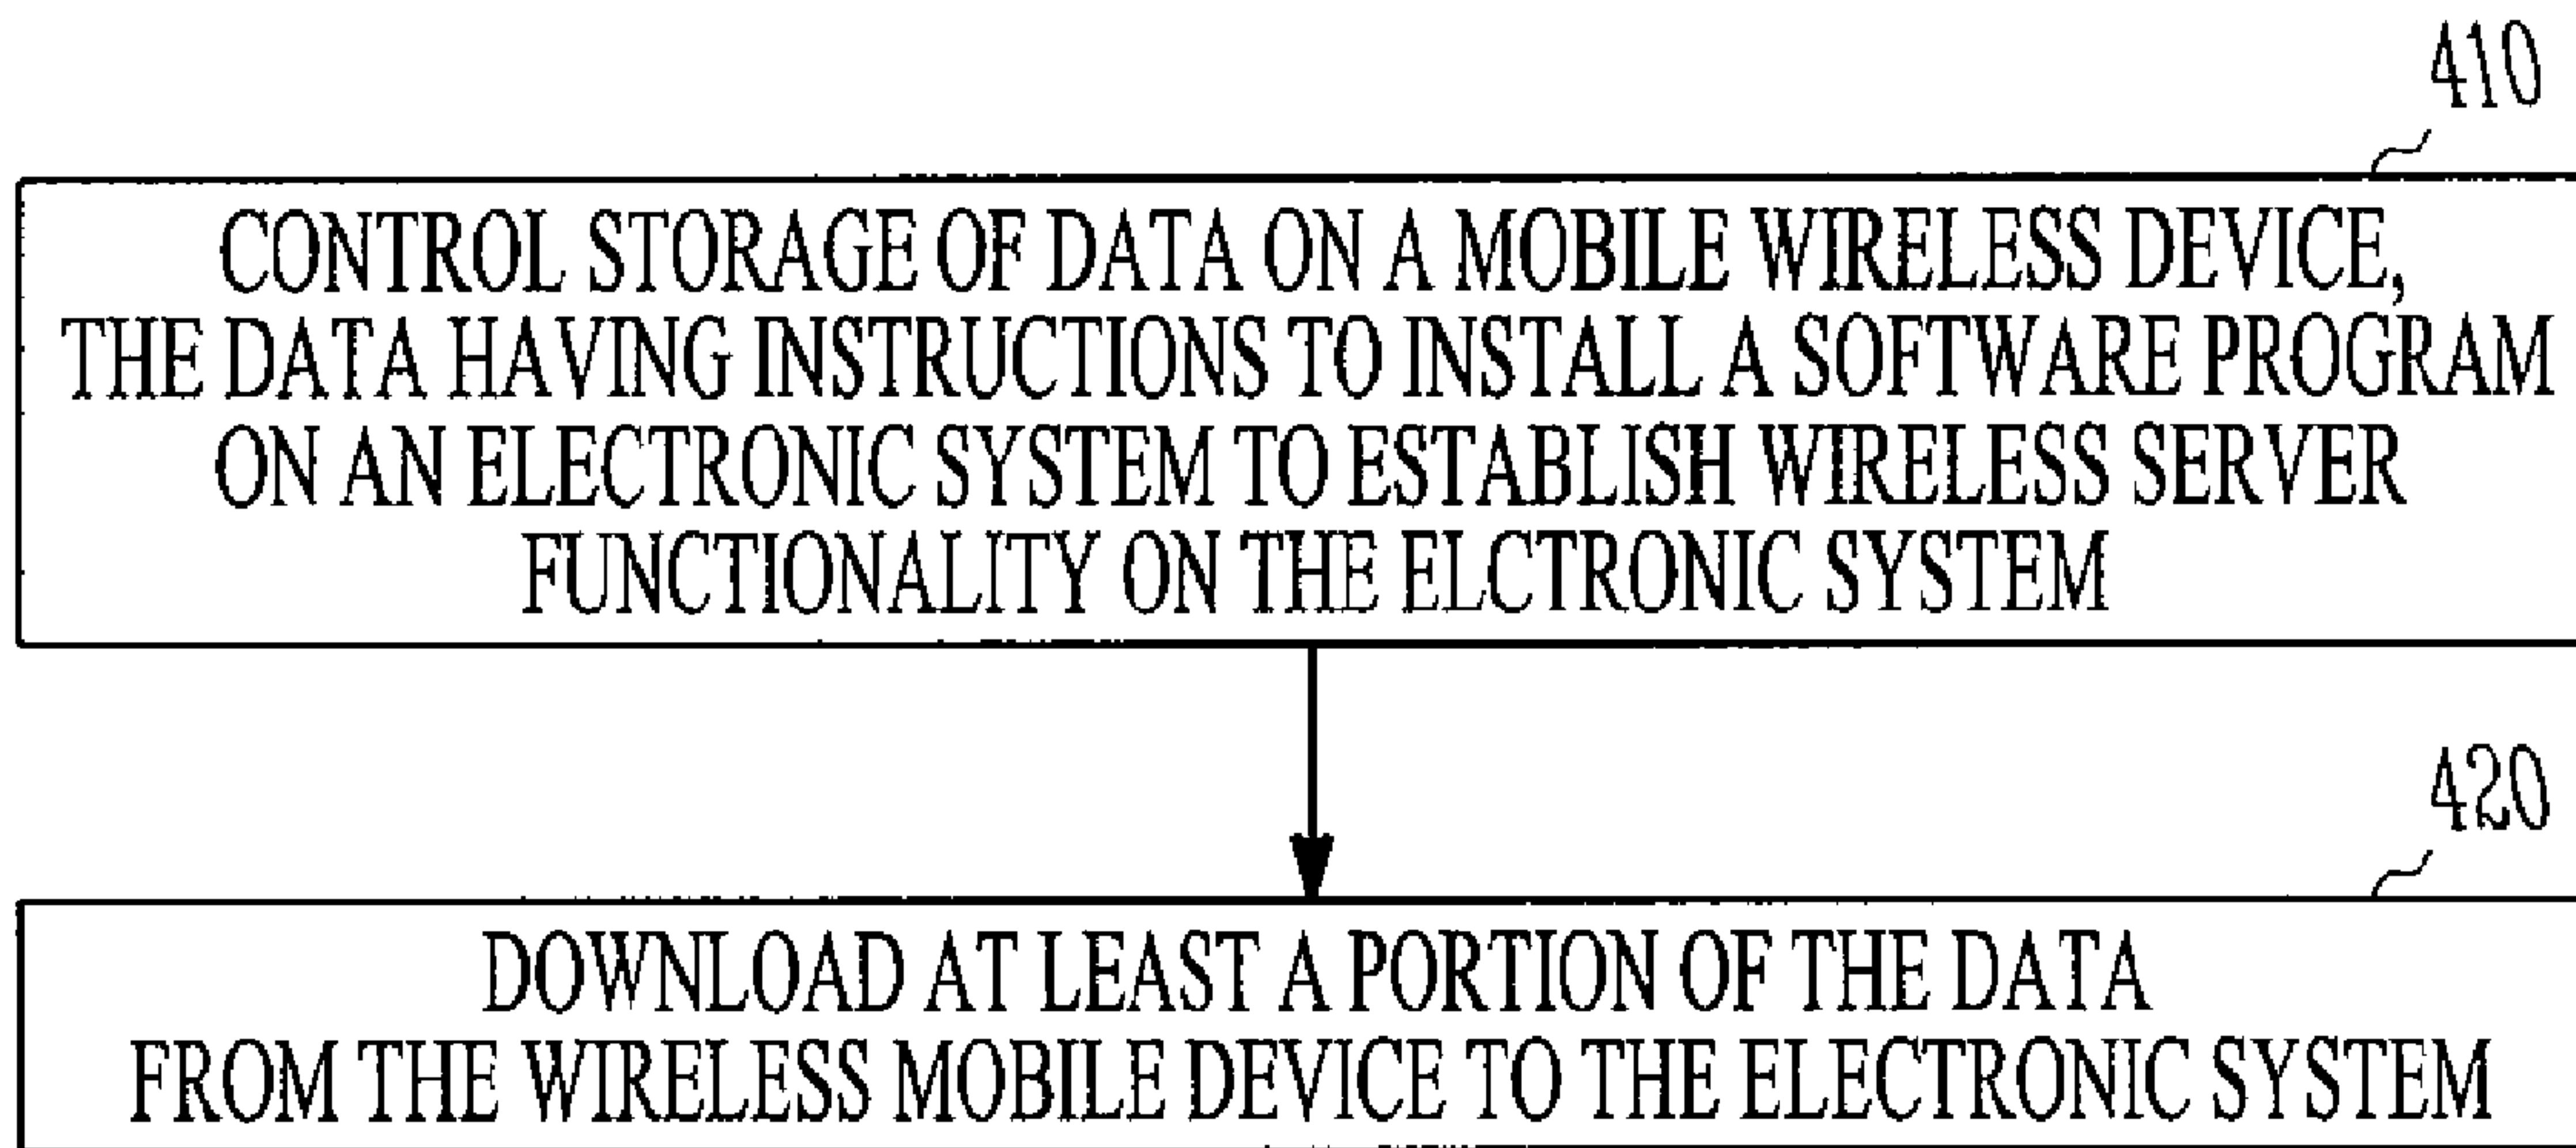 410
CONTROL STORAGE OF DATA ON A MOBILE WIRELESS DEVICE,
THE DATA HAVING INSTRUCTIONS TO INSTALL A SOFTWARE PROGRAM
ON AN ELECTRONIC SYSTEM TO ESTABLISH WIRELESS SERVER
FUNCTIONALITY ON THE ELCTRONIC SYSTEM
420
DOWNLOAD AT LEAST A PORTION OF THE DATA
FROM THE WIRELESS MOBILE DEVICE TO THE ELECTRONIC SYSTEM